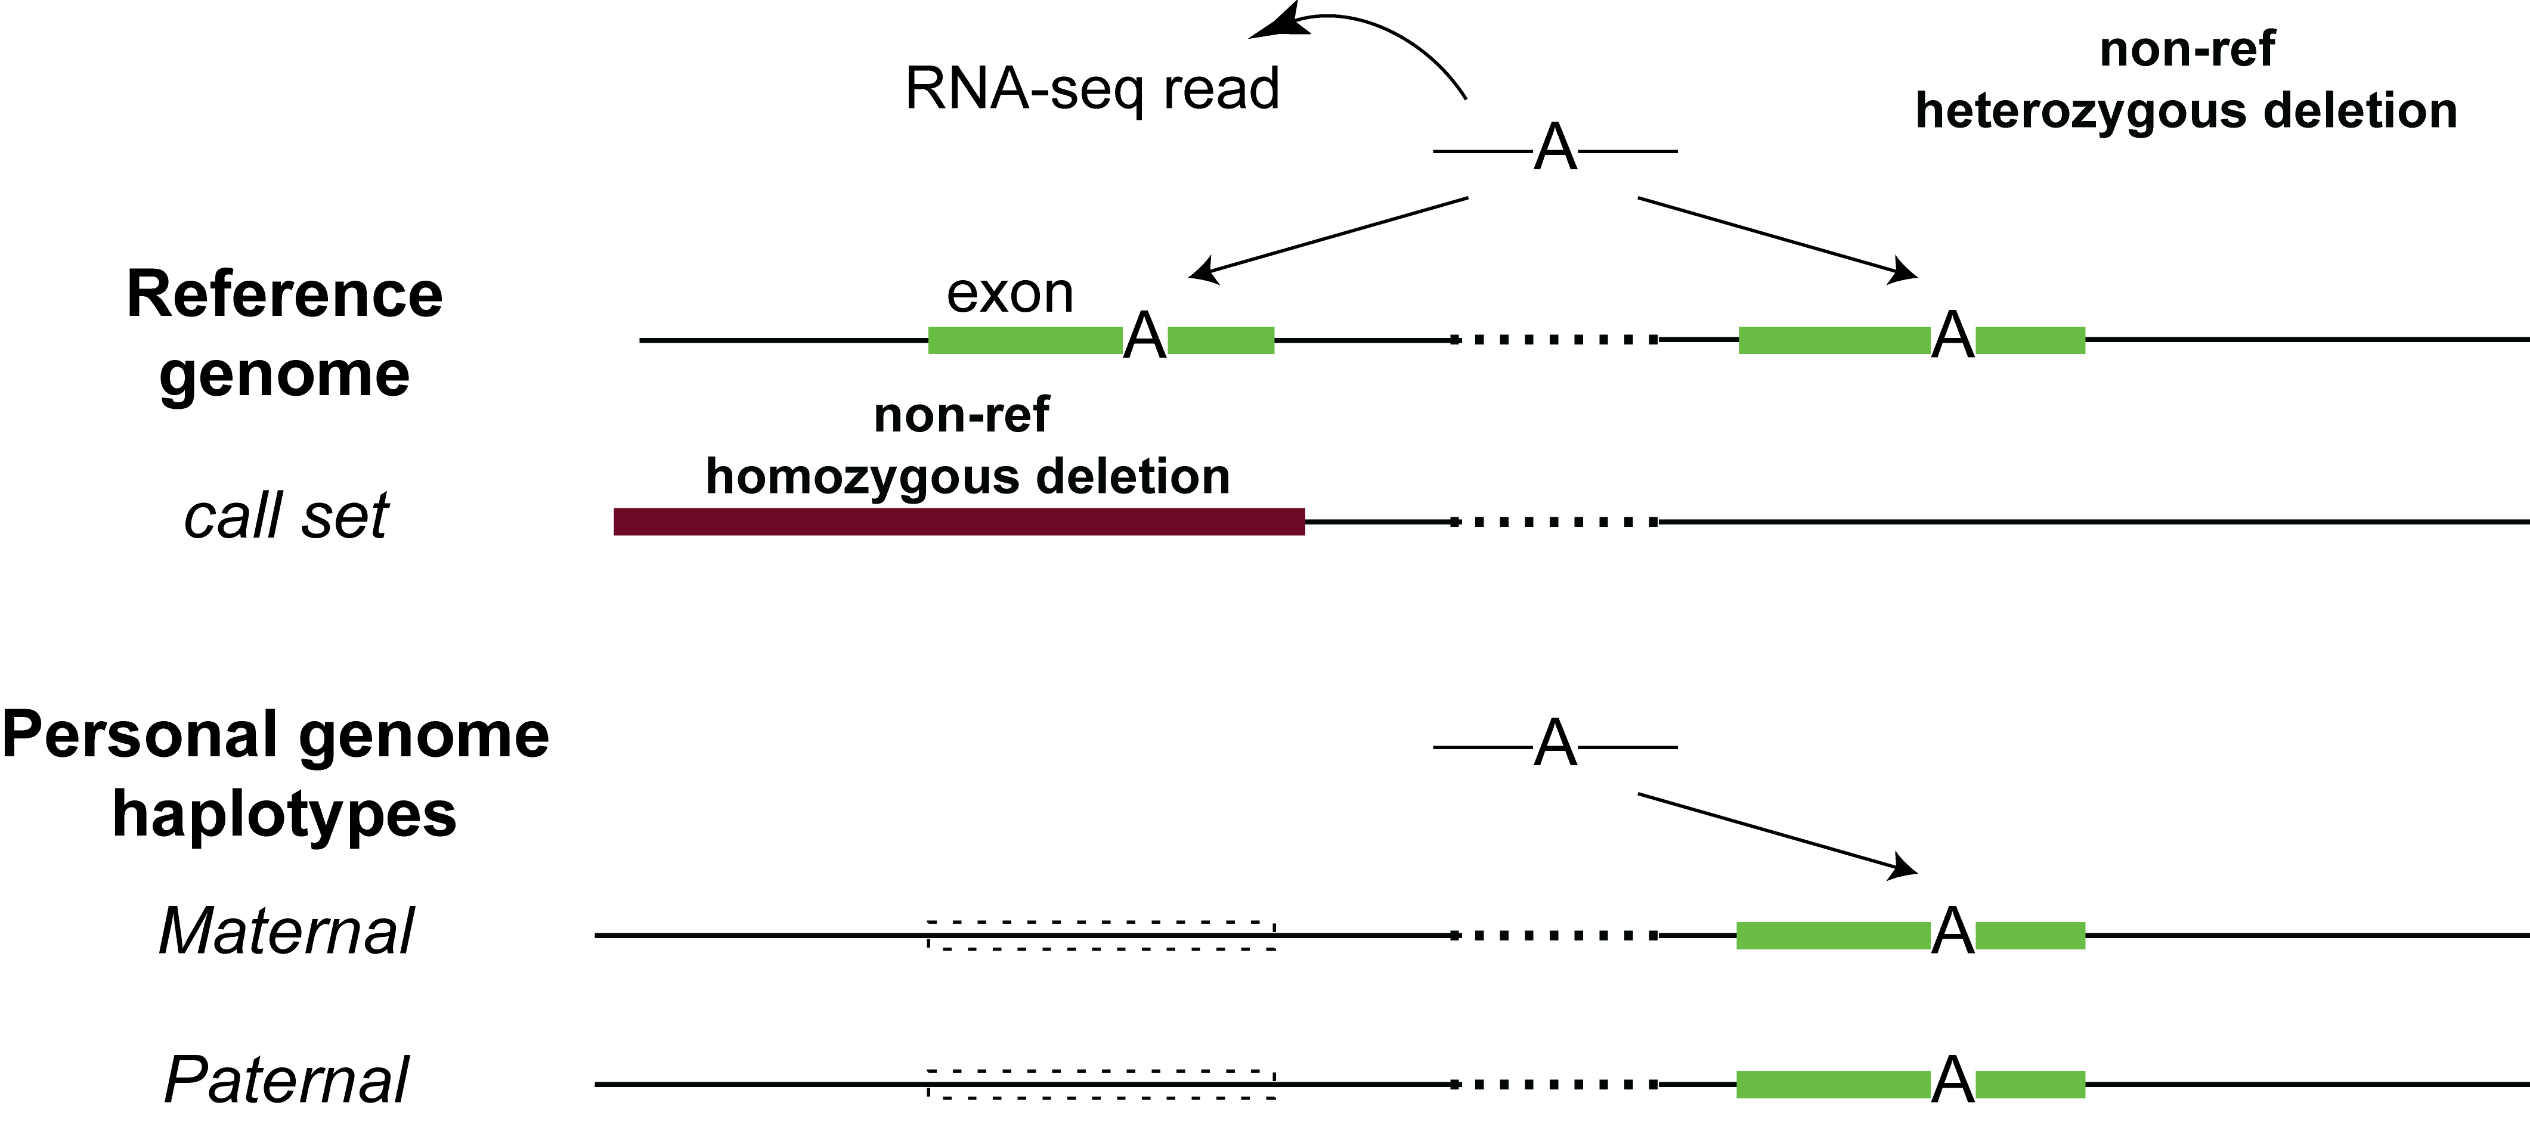 RNA-seq read
non-ref
heterozygous deletion
A
Reference
genome
exon
A
A
non-ref
homozygous deletion
call set
Personal genome
haplotypes
A
Maternal
A
Paternal
A